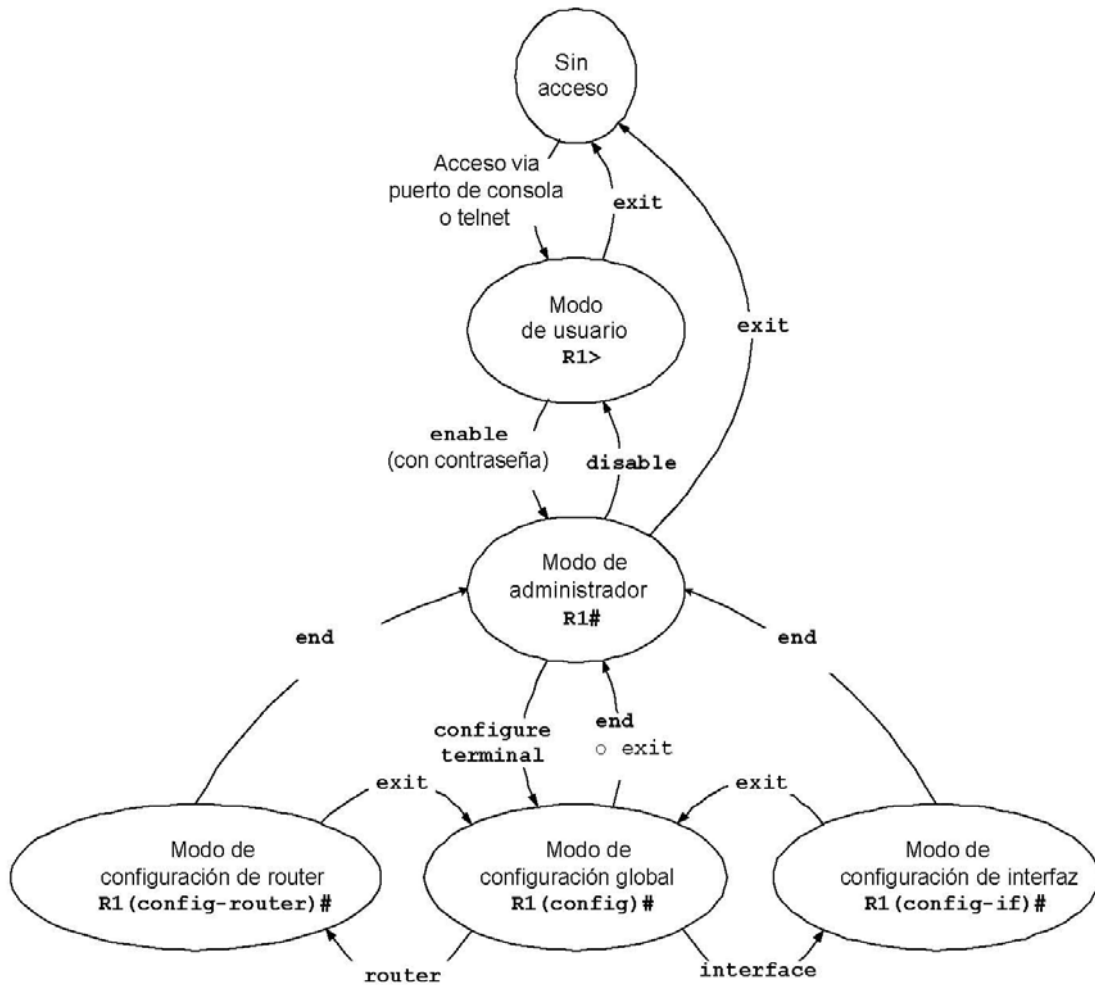 Sin
acceso
Acceso via
puerto de consola
o telnet
exit
Modo
de usuario
R1>
exit
enable
(con contraseña)
disable
Modo de
administrador
R1#
end
end
configure
terminal
end
o exit
exit
exit
Modo de
configuración de router
R1(config-router)#
Modo de
configuración global
R1(config)#
Modo de
configuración de interfaz
R1(config-if)#
router
interface